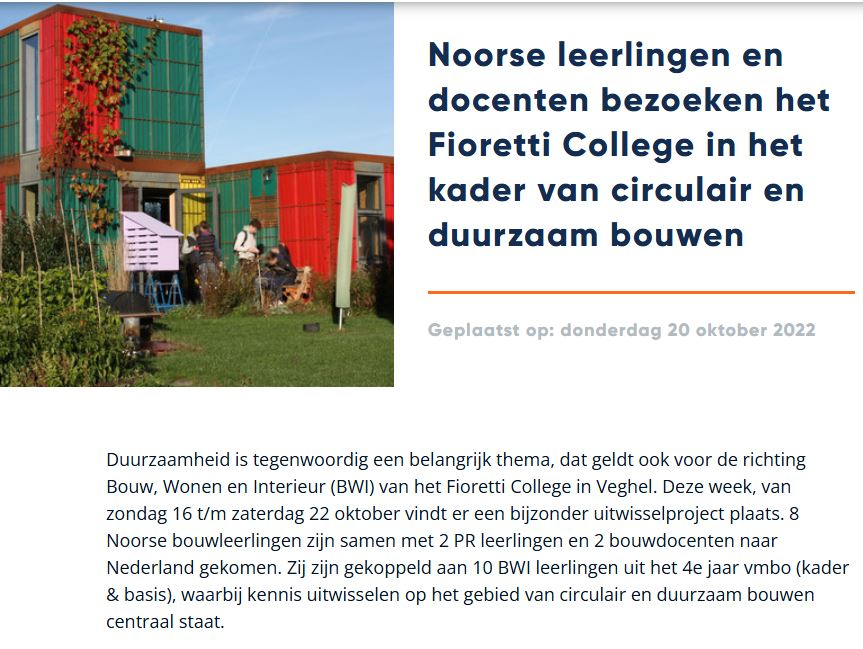 Noorse leerlingen en
docenten bezoeken het
Fioretti College in het
kader van circulair en
duurzaam bouwen
Geplaatst op: donderdag 20 oktober 2022
Duurzaamheid is tegenwoordig een belangrijk thema, dat geldt ook voor de richting
Bouw, Wonen en Interieur (BWI) van het Fioretti College in Veghel. Deze week, van
zondag 16 t/m zaterdag 22 oktober vindt er een bijzonder uitwisselproject plaats. 8
Noorse bouwleerlingen zijn samen met 2 PR leerlingen en 2 bouwdocenten naar
Nederland gekomen. Zij zijn gekoppeld aan 10 BWI leerlingen uit het 4e jaar vmbo (kader
& basis), waarbij kennis uitwisselen op het gebied van circulair en duurzaam bouwen
centraal staat.